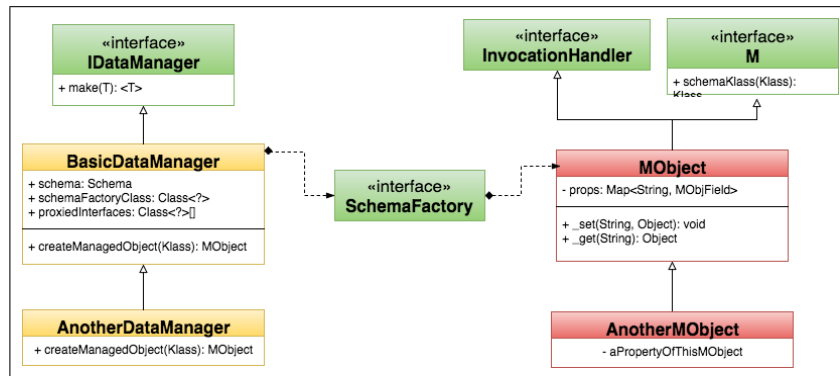 «interface»
IDataManager
+ make(T): <T>
«interface»
InvocationHandler
«interface»
M
+ schemaKlass(Klass):
Klass
BasicDataManager
+ schema: Schema
+ schemaFactoryClass: Class<?>
+ proxiedInterfaces: Class<?>[]
+ createManagedObject(Klass): MObject
«interface»
SchemaFactory
MObject
- props: Map<String, MObjField>
+ _set(String, Object): void
+ _get(String): Object
AnotherDataManager
+ createManagedObject(Klass): MObject
AnotherMObject
- aPropertyOfThisMObject